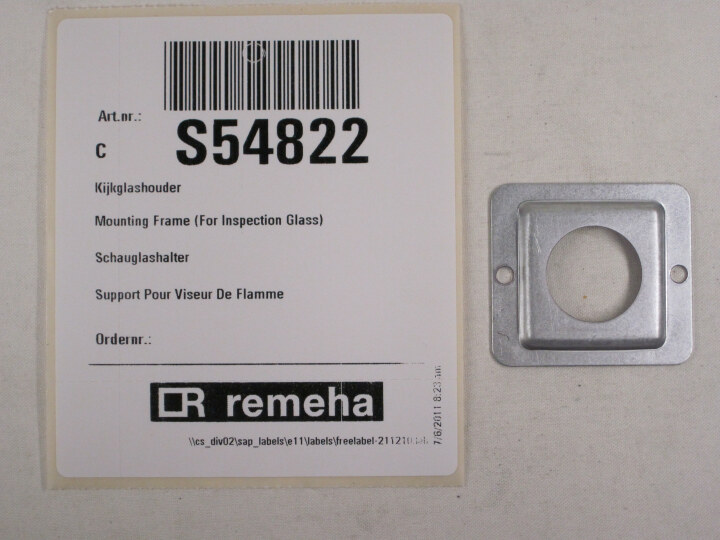 Art.nr.:
C S54822
Kijkglashouder
Mounting Frame (For Inspection Glass)
Schauglashalter
Support Pour Viseur De Flamme
Ordernr.:
R remeha
\\cs_div02\sap_labels\e11\labels\freelabel-211210
7/6/2011 8:23